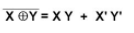 X ⊕Y = X Y + X' Y'